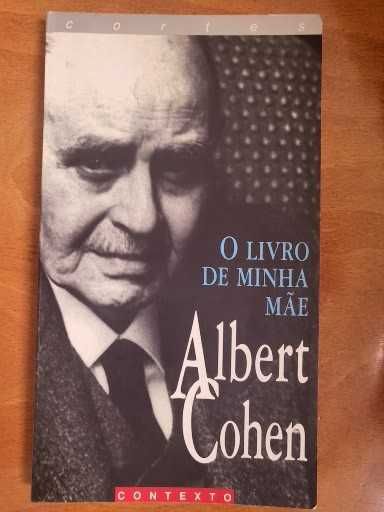 cortes
O LIVRO
DE MINHA
MÃE
Albert
Cohen
CONTEXTO